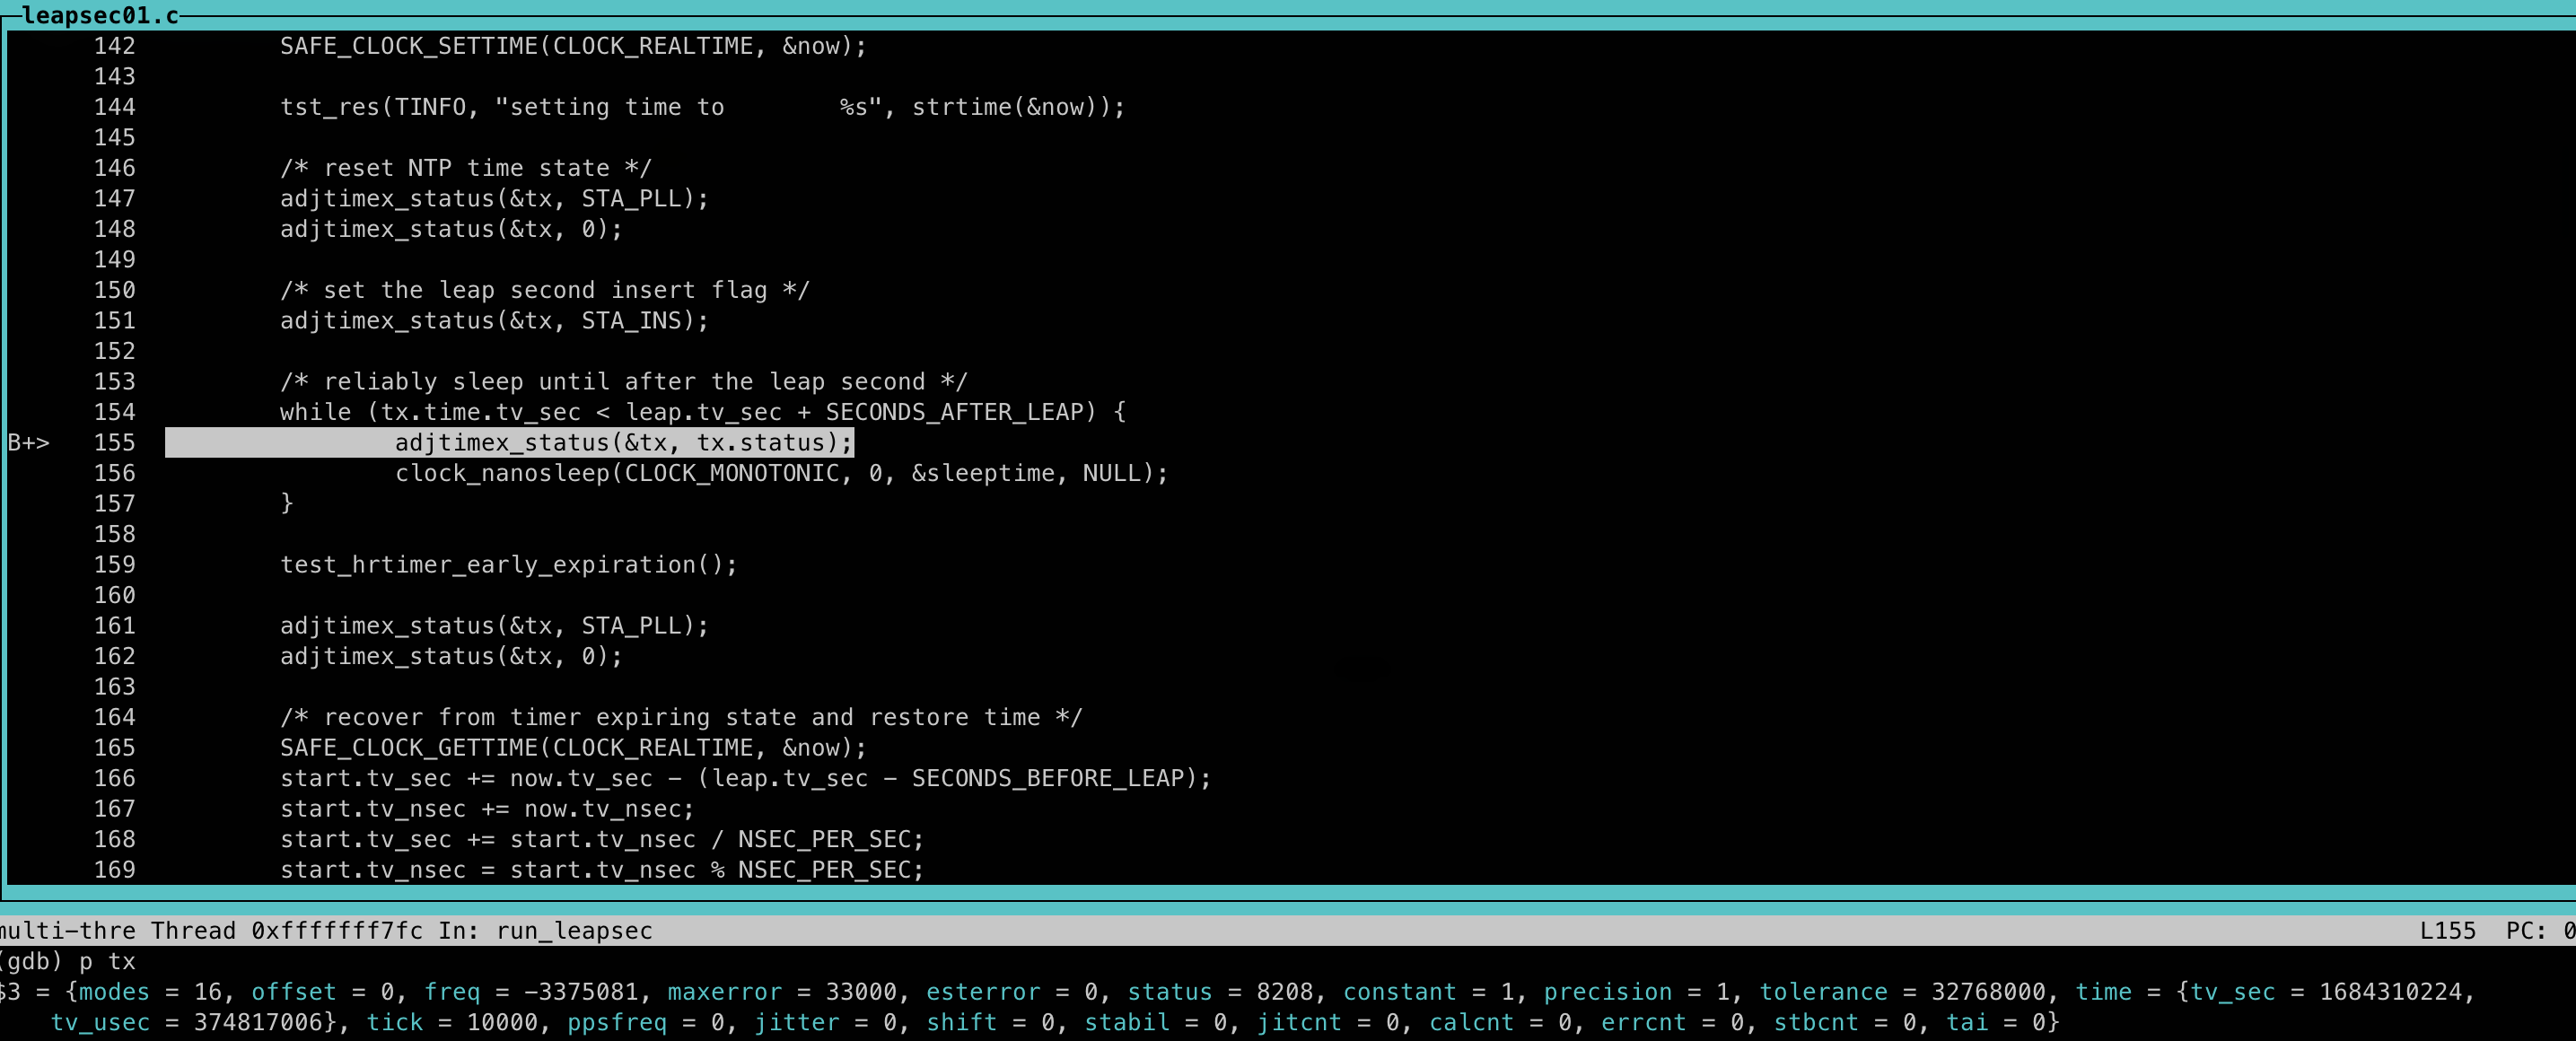 leapsec01.c
142 SAFE_CLOCK_SETTIME(CLOCK_REALTIME, &now);
143
144 tst_res(TINFO, "setting time to        %s", strtime(&now));
145
146 /* reset NTP time state */
147 adjtimex_status(&tx, STA_PLL);
148 adjtimex_status(&tx, 0);
149
150 /* set the leap second insert flag */
151 adjtimex_status(&tx, STA_INS);
152
153 /* reliably sleep until after the leap second */
154 while (tx.time.tv_sec < leap.tv_sec + SECONDS_AFTER_LEAP) {
B+> 155 adjtimex_status(&tx, tx.status);
156 clock_nanosleep(CLOCK_MONOTONIC, 0, &sleeptime, NULL);
157 }
158
159 test_hrtimer_early_expiration();
160
161 adjtimex_status(&tx, STA_PLL);
162 adjtimex_status(&tx, 0);
163
164 /* recover from timer expiring state and restore time */
165 SAFE_CLOCK_GETTIME(CLOCK_REALTIME, &now);
166 start.tv_sec += now.tv_sec - (leap.tv_sec - SECONDS_BEFORE_LEAP);
167 start.tv_nsec += now.tv_nsec;
168 start.tv_sec += start.tv_nsec / NSEC_PER_SEC;
169 start.tv_nsec = start.tv_nsec % NSEC_PER_SEC;
multi-thre Thread 0xfffffff7fc In: run_leapsec L155 PC: 0
(gdb) p tx
$3 = {modes = 16, offset = 0, freq = -3375081, maxerror = 33000, esterror = 0, status = 8208, constant = 1, precision = 1, tolerance = 32768000, time = {tv_sec = 1684310224,
tv_usec = 374817006}, tick = 10000, ppsfreq = 0, jitter = 0, shift = 0, stabil = 0, jitcnt = 0, calcnt = 0, errcnt = 0, stbcnt = 0, tai = 0}